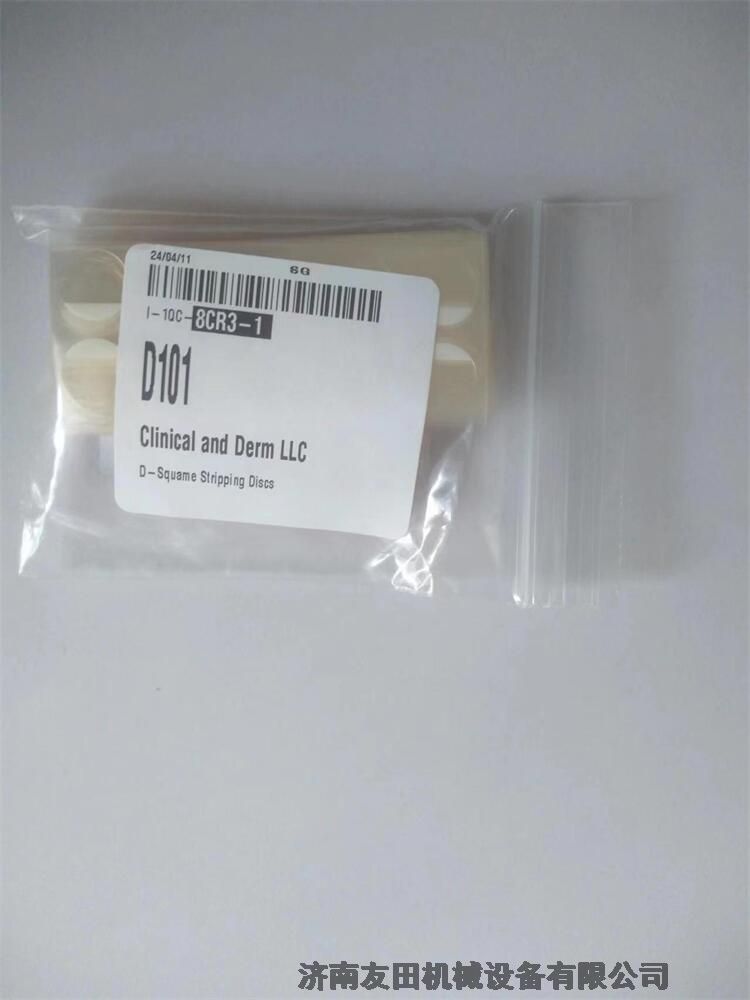 24/04/11
SG
I-1QC-8CR3-1
D101
Clinical and Derm LLC
D-Squame Stripping Discs
济南友田机械设备有限公司